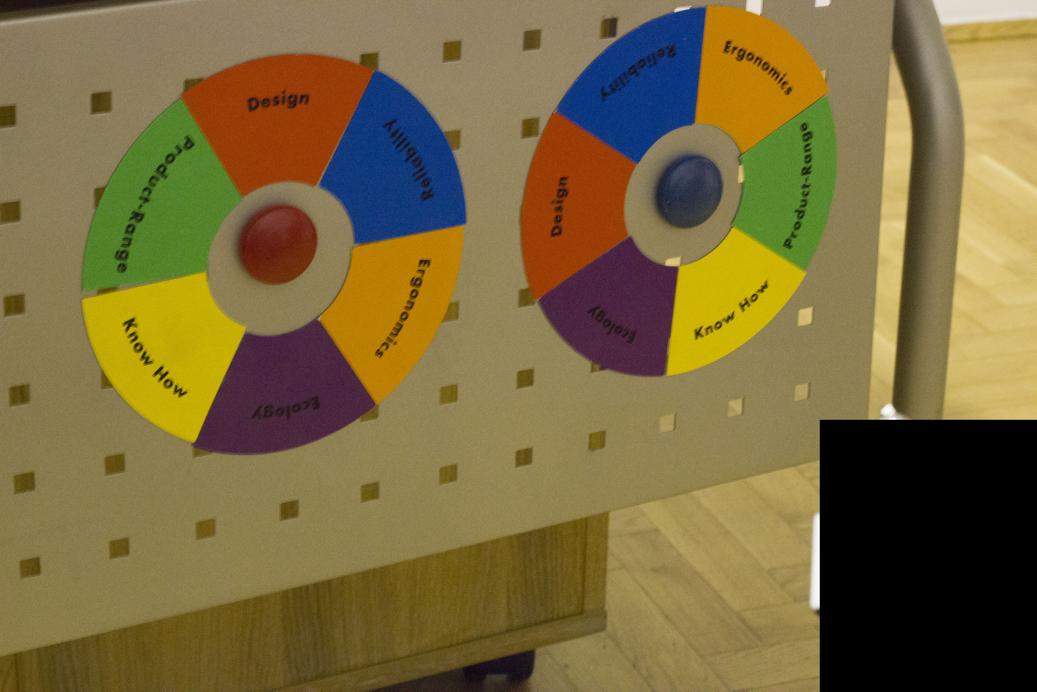 Design
Reliability
Ergonomics
Ecology
Know How
Product-Range
Reliability
Ergonomics
Product-Range
Know How
Ecology
Design